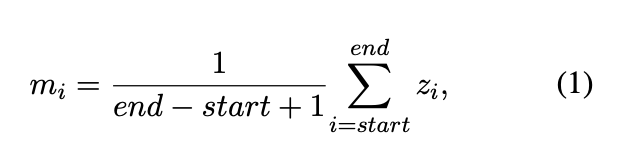 m_i = \frac{1}{end - start + 1} \sum_{i=start}^{end} z_i, (1)